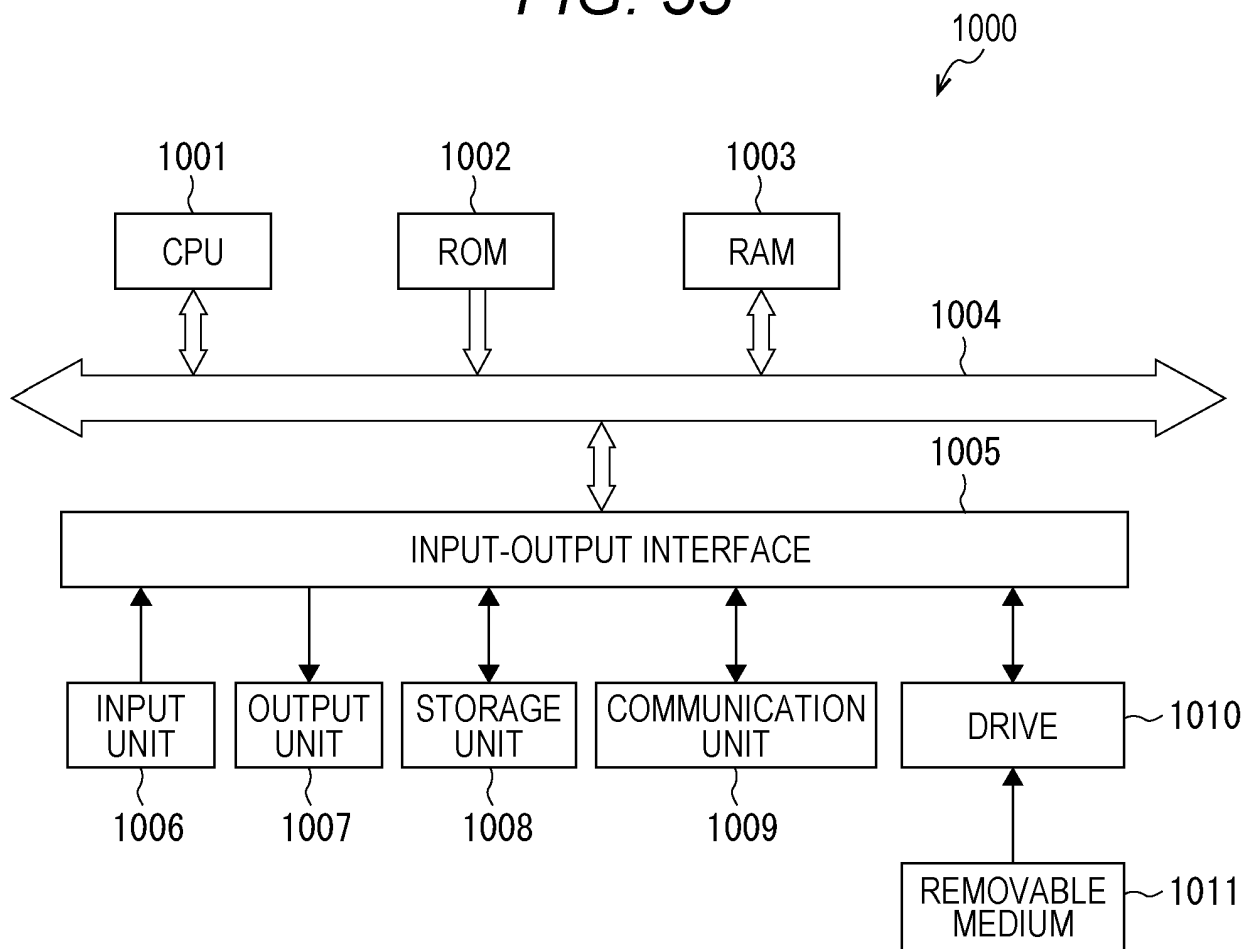 FIG. 33
1000
1001
1002
1003
CPU
ROM
RAM
1004
1005
INPUT-OUTPUT INTERFACE
INPUT
UNIT
OUTPUT
UNIT
STORAGE
UNIT
COMMUNICATION
UNIT
DRIVE
1010
1006
1007
1008
1009
REMOVABLE
MEDIUM
1011